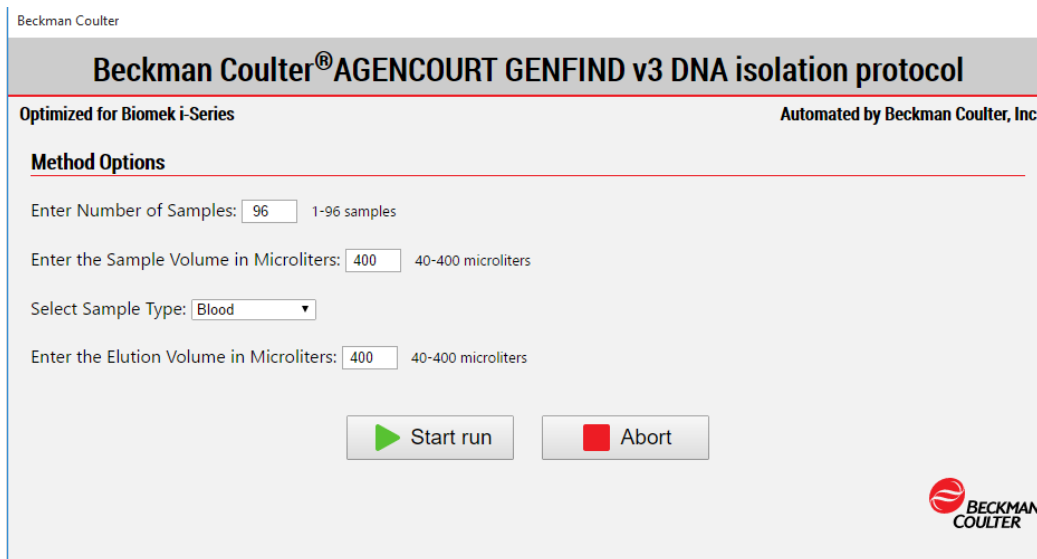 Beckman Coulter
Beckman Coulter®AGENCOURT GENFIND v3 DNA isolation protocol
Optimized for Biomek i-Series Automated by Beckman Coulter, Inc
Method Options
Enter Number of Samples: 96 1-96 samples
Enter the Sample Volume in Microliters: 400 40-400 microliters
Select Sample Type: Blood
Enter the Elution Volume in Microliters: 400 40-400 microliters
Start run Abort
BECKMAN
COULTER